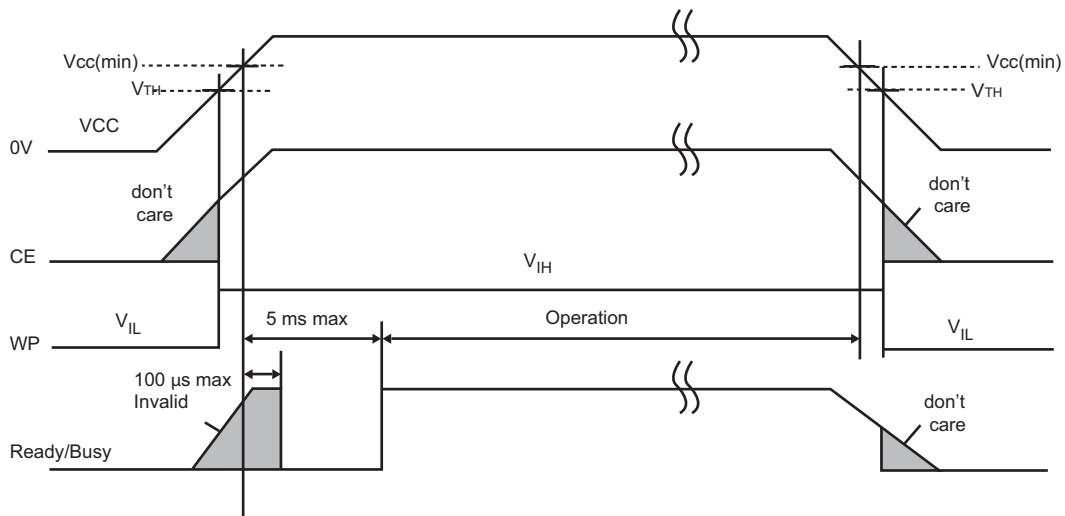 Vcc(min)
Vcc(min)
VTH
VTH
VCC
0V
don't
care
don't
care
CE
VIH
VIL
5 ms max
Operation
VIL
WP
100 µs max
Invalid
don't
care
Ready/Busy